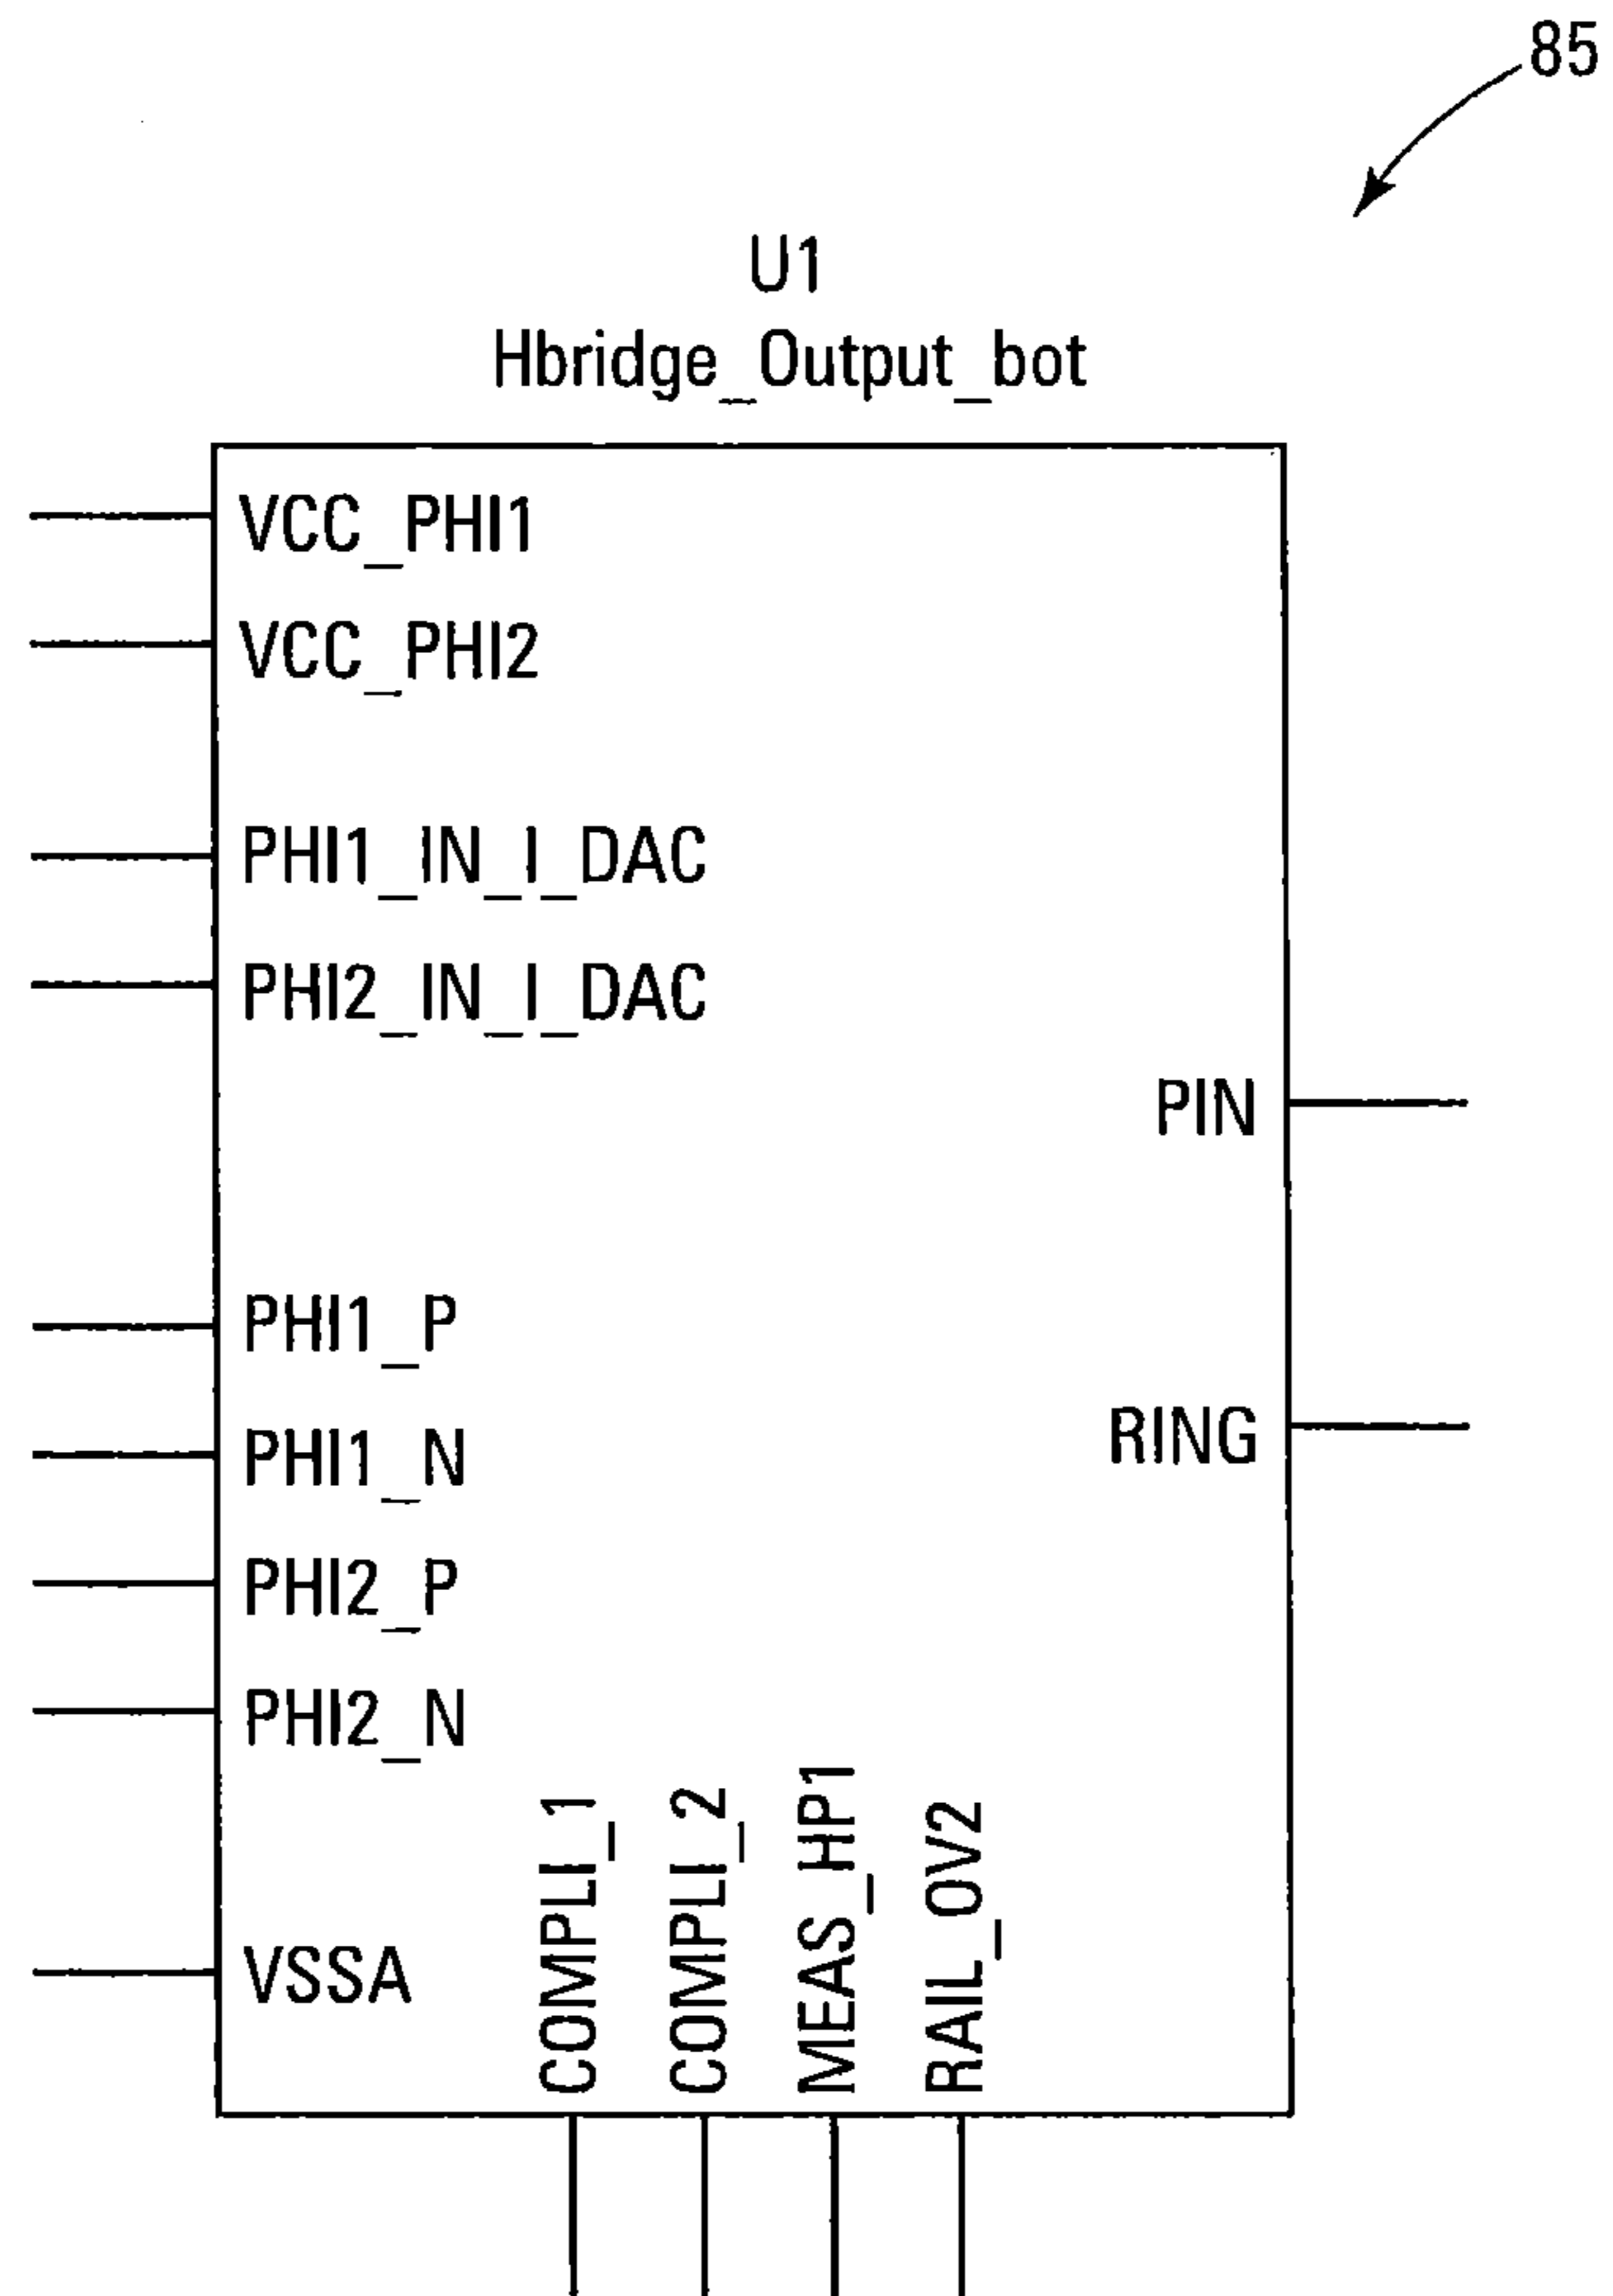 85
U1
Hbridge_Output_bot
VCC_PHI1
VCC_PHI2
PHI1_IN_I_DAC
PHI2_IN_I_DAC
PIN
PHI1_P
RING
PHI1_N
PHI2_P
PHI2_N
VSSA
COMPLI_1
COMPLI_2
MEAS_HP1
RAIL_OV2